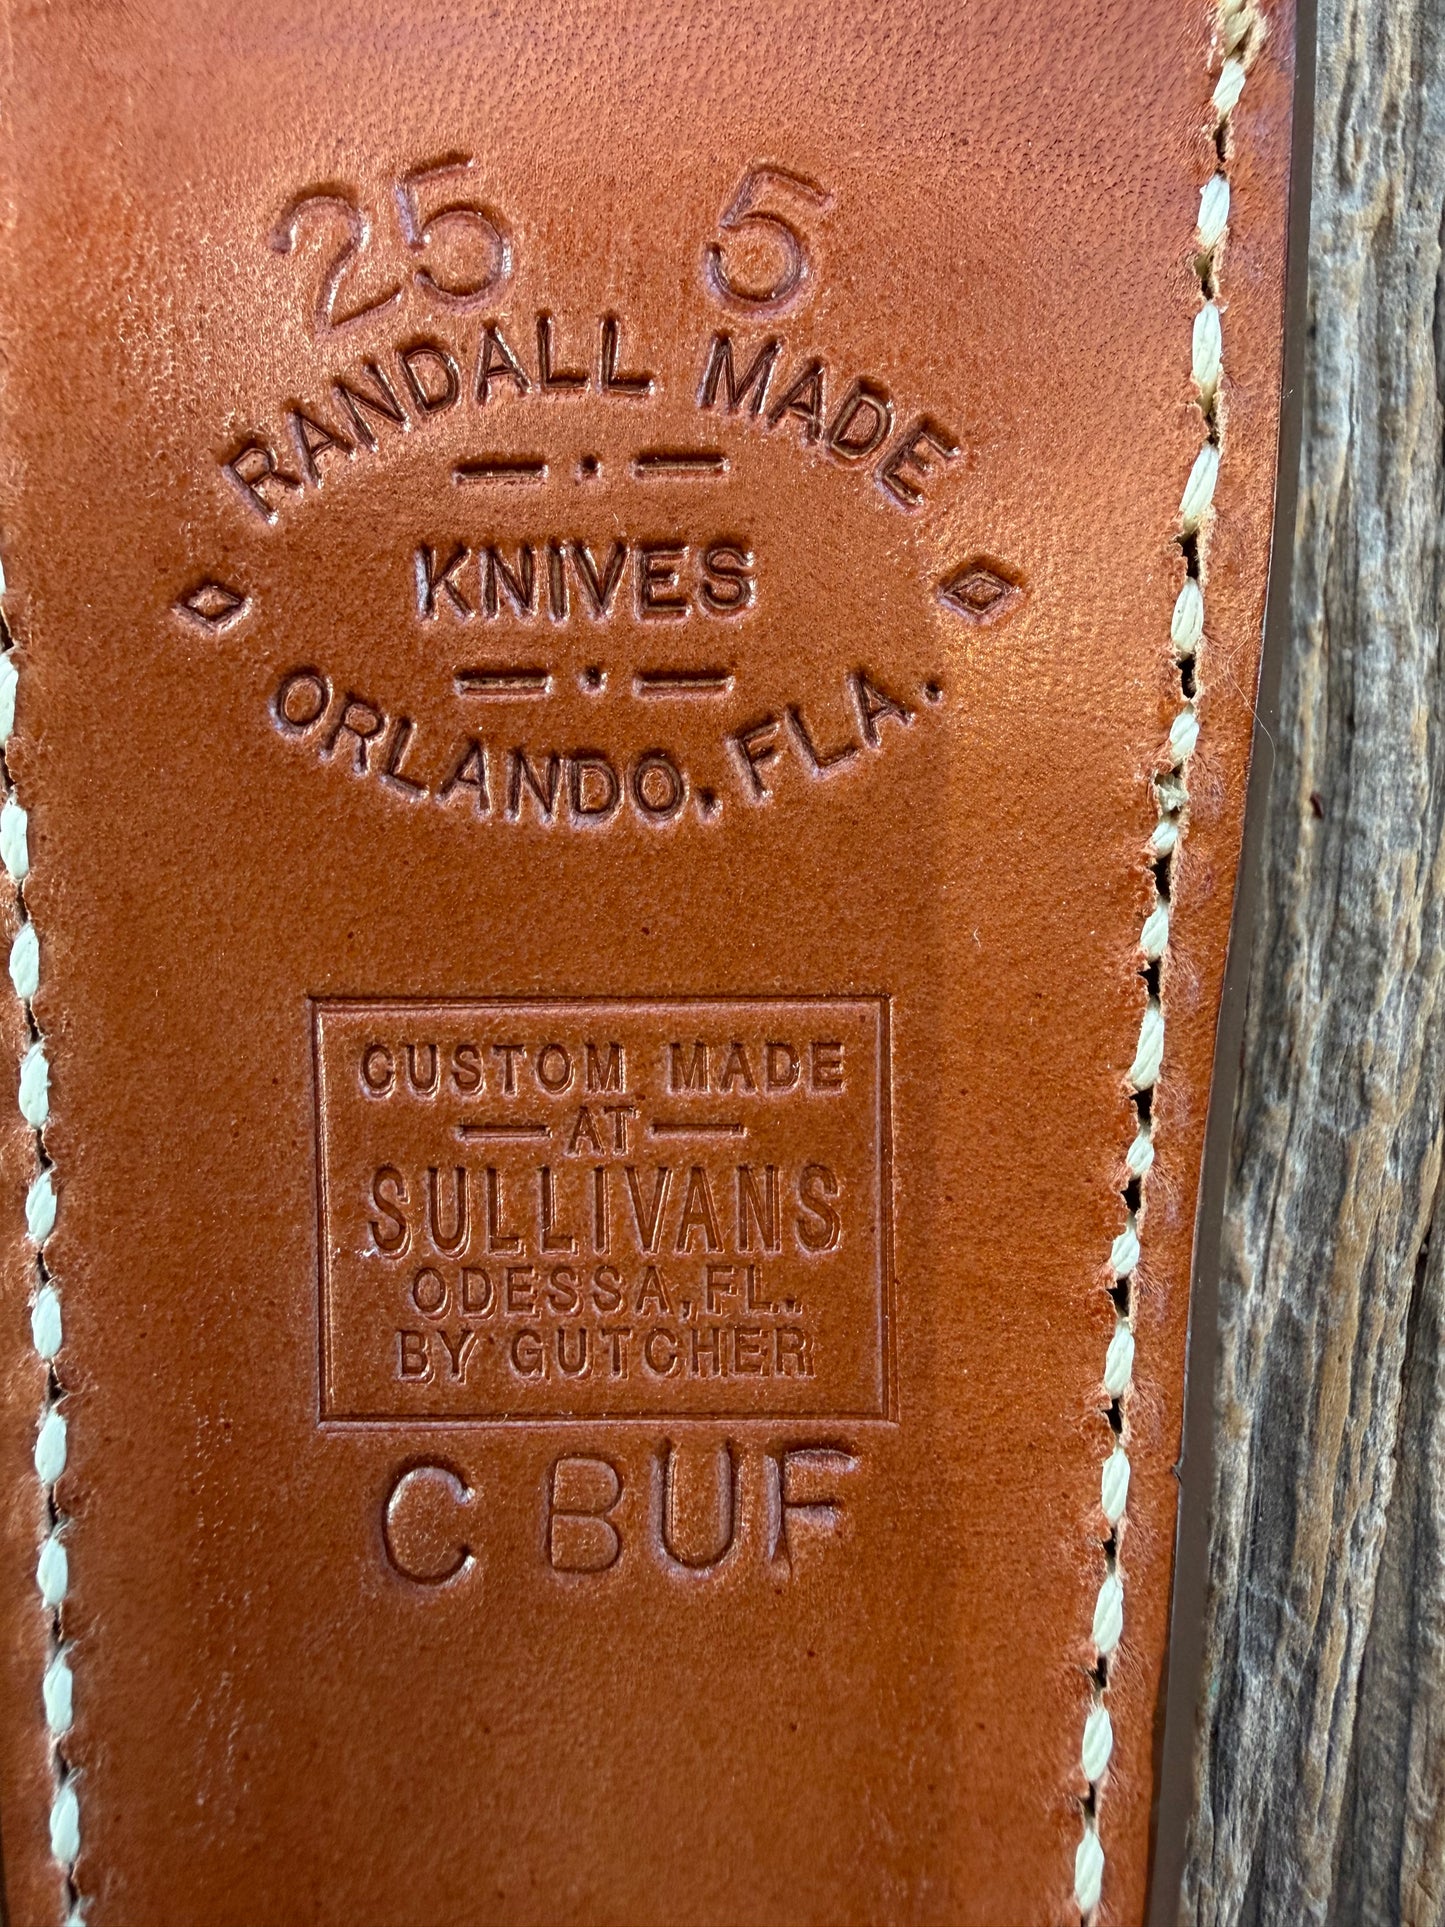 25 5
RANDALL MADE
KNIVES
ORLANDO, FLA.
CUSTOM MADE
—AT—
SULLIVANS
ODESSA, FL.
BY GUTCHER
C BUF